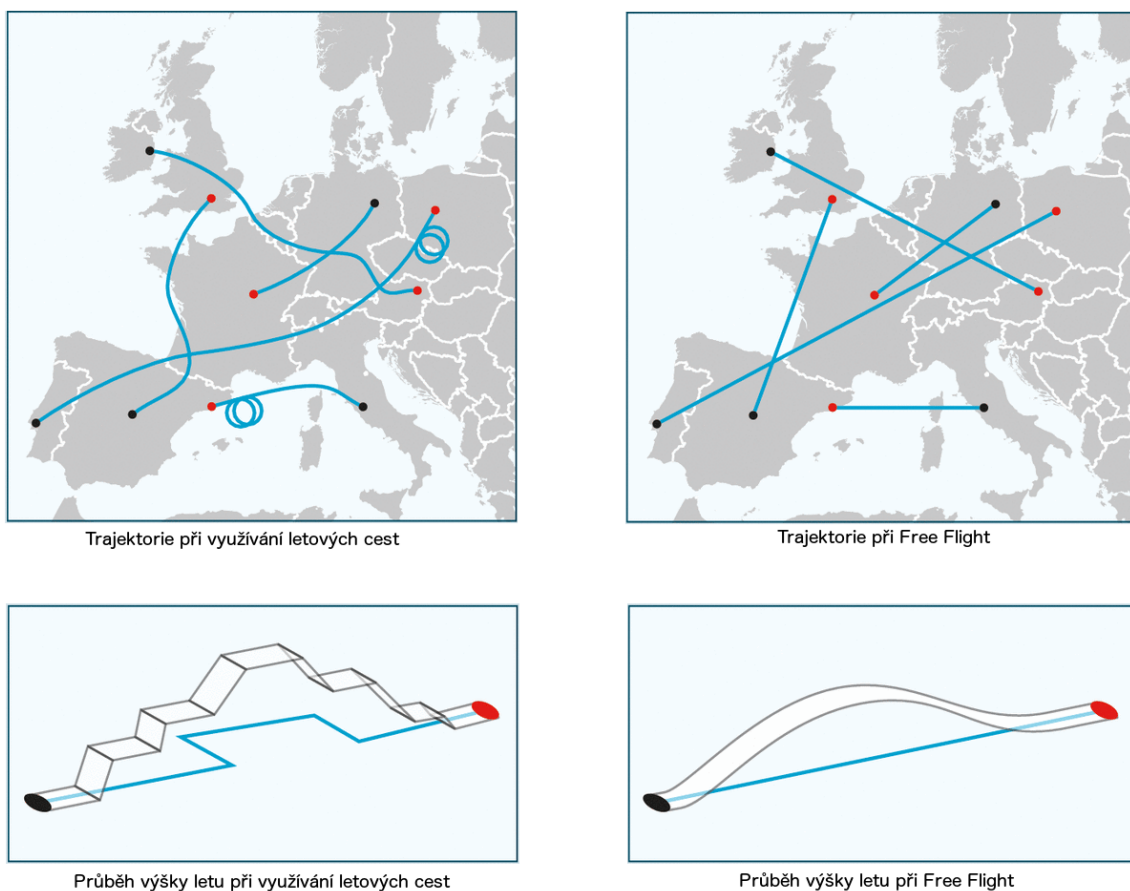 Trajektorie při využívání letových cest
Trajektorie při Free Flight
Průběh výšky letu při využívání letových cest
Průběh výšky letu při Free Flight